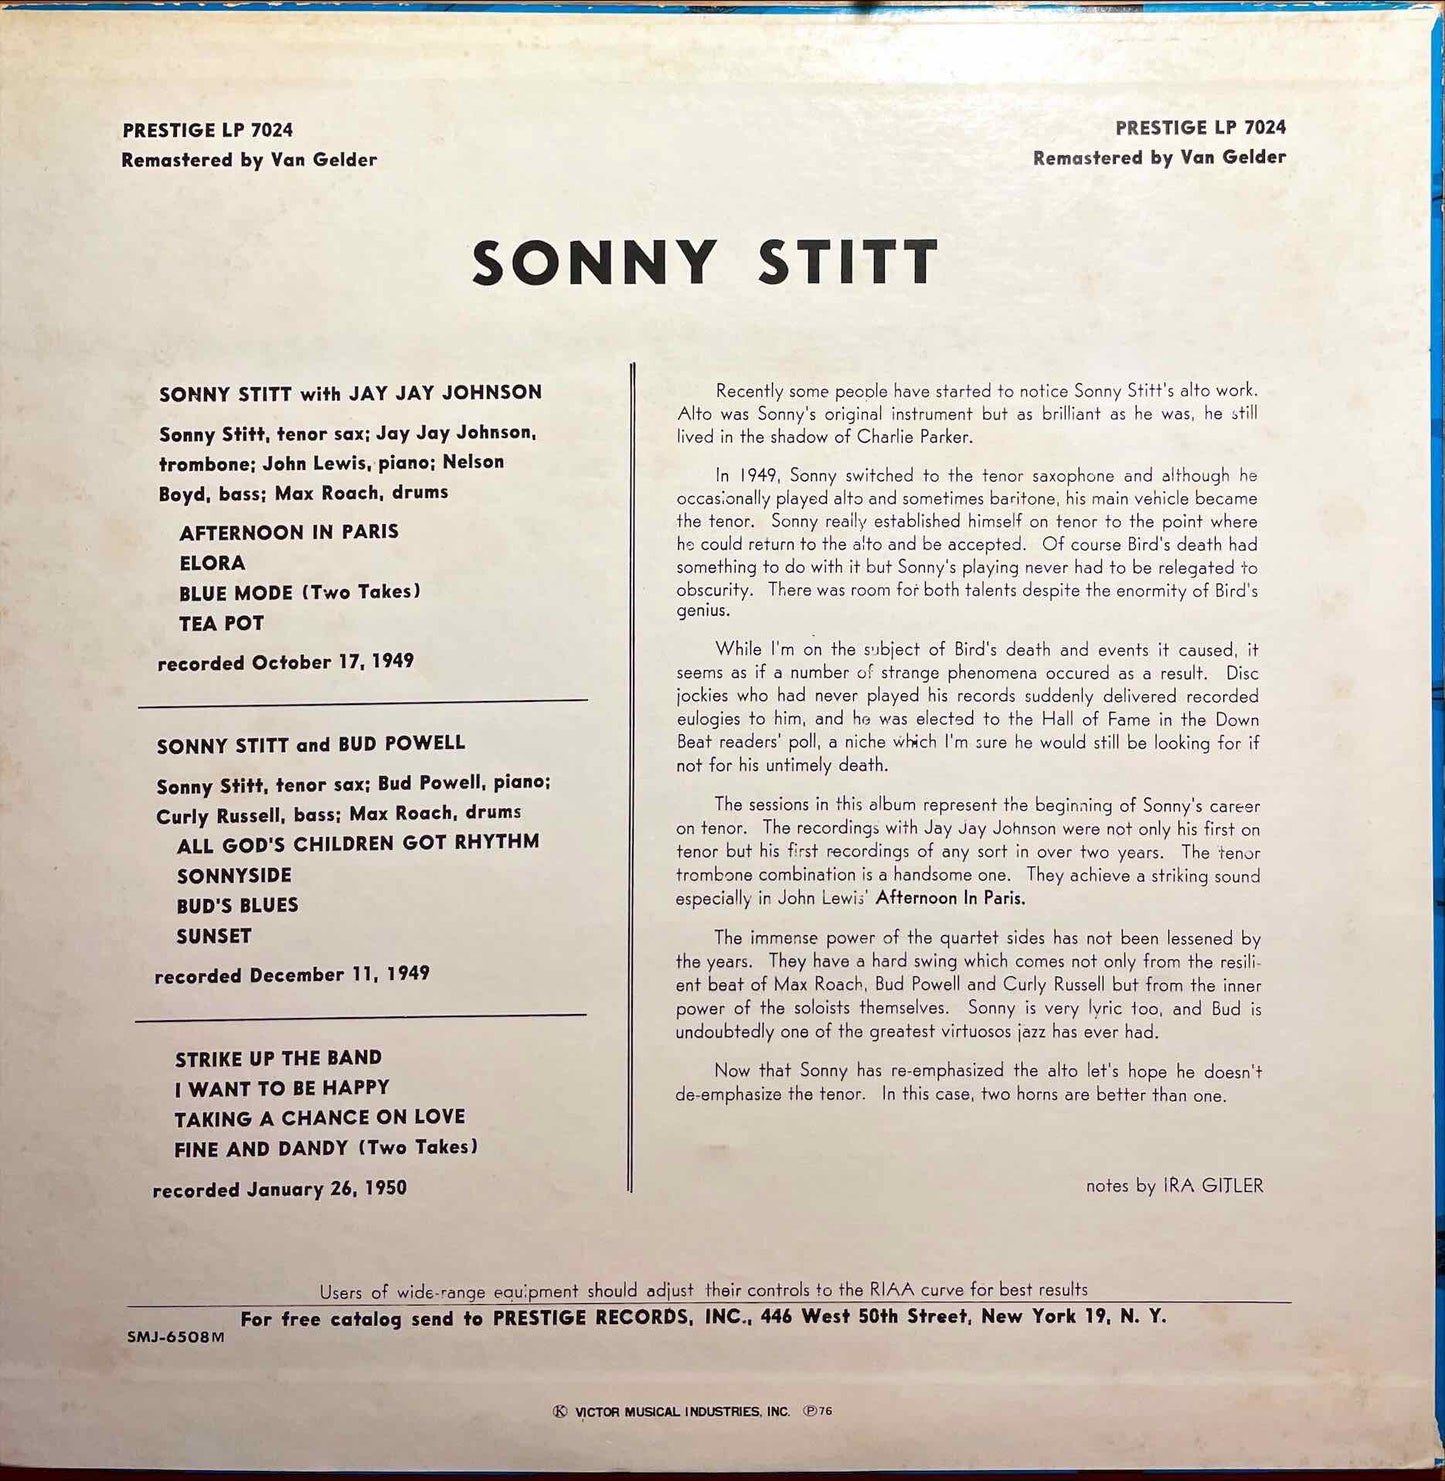 PRESTIGE LP 7024
Remastered by Van Gelder
PRESTIGE LP 7024
Remastered by Van Gelder
SONNY STITT
SONNY STITT with JAY JAY JOHNSON
Sonny Stitt, tenor sax; Jay Jay Johnson,
trombone; John Lewis, piano; Nelson
Boyd, bass; Max Roach, drums
AFTERNOON IN PARIS
ELORA
BLUE MODE (Two Takes)
TEA POT
recorded October 17, 1949
SONNY STITT and BUD POWELL
Sonny Stitt, tenor sax; Bud Powell, piano;
Curly Russell, bass; Max Roach, drums
ALL GOD'S CHILDREN GOT RHYTHM
SONNYSIDE
BUD'S BLUES
SUNSET
recorded December 11, 1949
STRIKE UP THE BAND
I WANT TO BE HAPPY
TAKING A CHANCE ON LOVE
FINE AND DANDY (Two Takes)
recorded January 26, 1950
Recently some people have started to notice Sonny Stitt's alto work.
Alto was Sonny's original instrument but as brilliant as he was, he still
lived in the shadow of Charlie Parker.
In 1949, Sonny switched to the tenor saxophone and although he
occasionally played alto and sometimes baritone, his main vehicle became
the tenor. Sonny really established himself on tenor to the point where
he could return to the alto and be accepted. Of course Bird's death had
something to do with it but Sonny's playing never had to be relegated to
obscurity. There was room for both talents despite the enormity of Bird's
genius.
While I'm on the subject of Bird's death and events it caused, it
seems as if a number of strange phenomena occured as a result. Disc
jockies who had never played his records suddenly delivered recorded
eulogies to him, and he was elected to the Hall of Fame in the Down
Beat readers' poll, a niche which I'm sure he would still be looking for if
not for his untimely death.
The sessions in this album represent the beginning of Sonny's career
on tenor. The recordings with Jay Jay Johnson were not only his first on
tenor but his first recordings of any sort in over two years. The tenor
trombone combination is a handsome one. They achieve a striking sound
especially in John Lewis' Afternoon In Paris.
The immense power of the quartet sides has not been lessened by
the years. They have a hard swing which comes not only from the resili-
ent beat of Max Roach, Bud Powell and Curly Russell but from the inner
power of the soloists themselves. Sonny is very lyric too, and Bud is
undoubtedly one of the greatest virtuosos jazz has ever had.
Now that Sonny has re-emphasized the alto let's hope he doesn't
de-emphasize the tenor. In this case, two horns are better than one.
notes by IRA GITLER
Users of wide-range equipment should adjust their controls to the RIAA curve for best results
For free catalog send to PRESTIGE RECORDS, INC., 446 West 50th Street, New York 19, N. Y.
SMJ-6508M
Ⓚ VICTOR MUSICAL INDUSTRIES, INC. ℗76